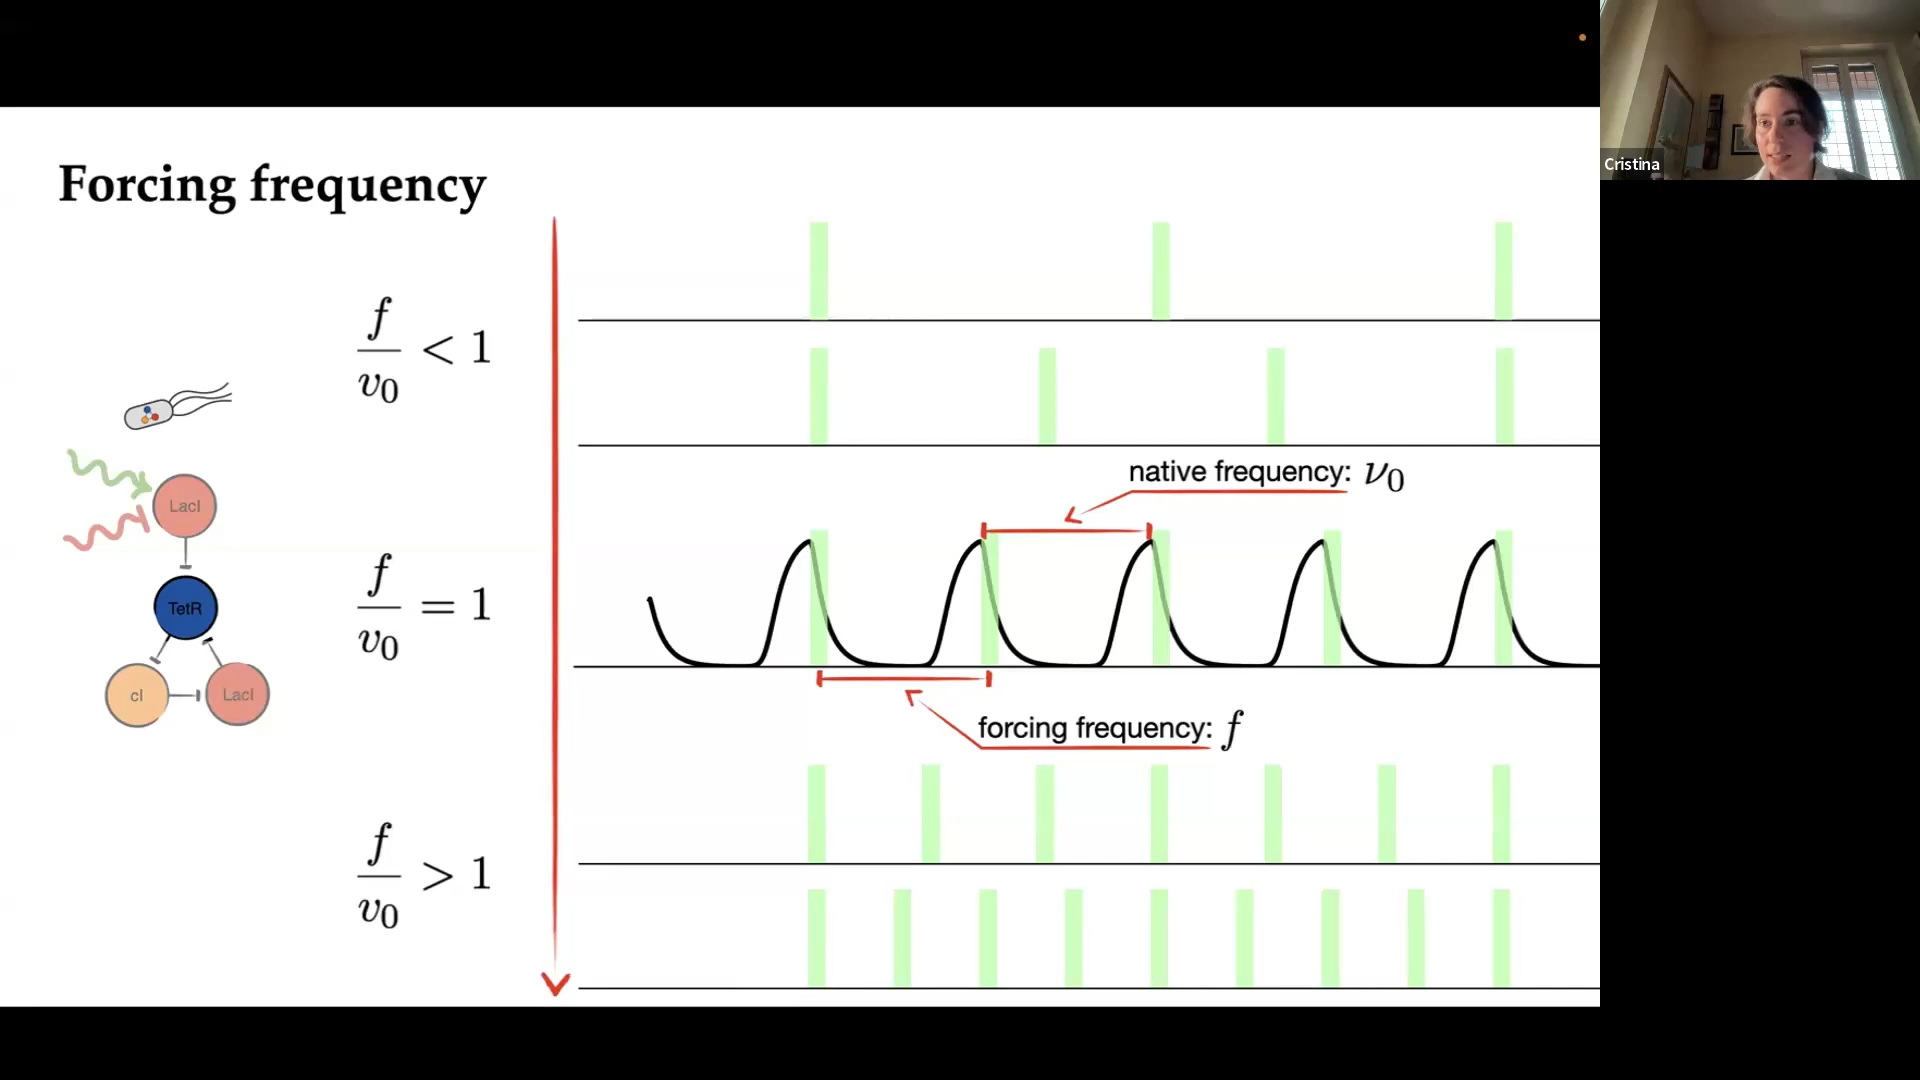 Cristina
Forcing frequency
f/v₀ < 1
native frequency: ν₀
LacI
f/v₀ = 1
TetR
cI
LacI
forcing frequency: f
f/v₀ > 1